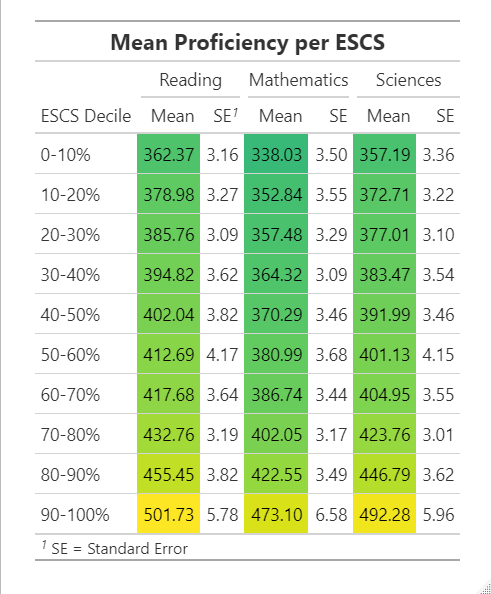 Mean Proficiency per ESCS
Reading Mathematics Sciences
ESCS Decile Mean SE1 Mean SE Mean SE
0-10% 362.37 3.16 338.03 3.50 357.19 3.36
10-20% 378.98 3.27 352.84 3.55 372.71 3.22
20-30% 385.76 3.09 357.48 3.29 377.01 3.10
30-40% 394.82 3.62 364.32 3.09 383.47 3.54
40-50% 402.04 3.82 370.29 3.46 391.99 3.46
50-60% 412.69 4.17 380.99 3.68 401.13 4.15
60-70% 417.68 3.64 386.74 3.44 404.95 3.55
70-80% 432.76 3.19 402.05 3.17 423.76 3.01
80-90% 455.45 3.82 422.55 3.49 446.79 3.62
90-100% 501.73 5.78 473.10 6.58 492.28 5.96
1 SE = Standard Error